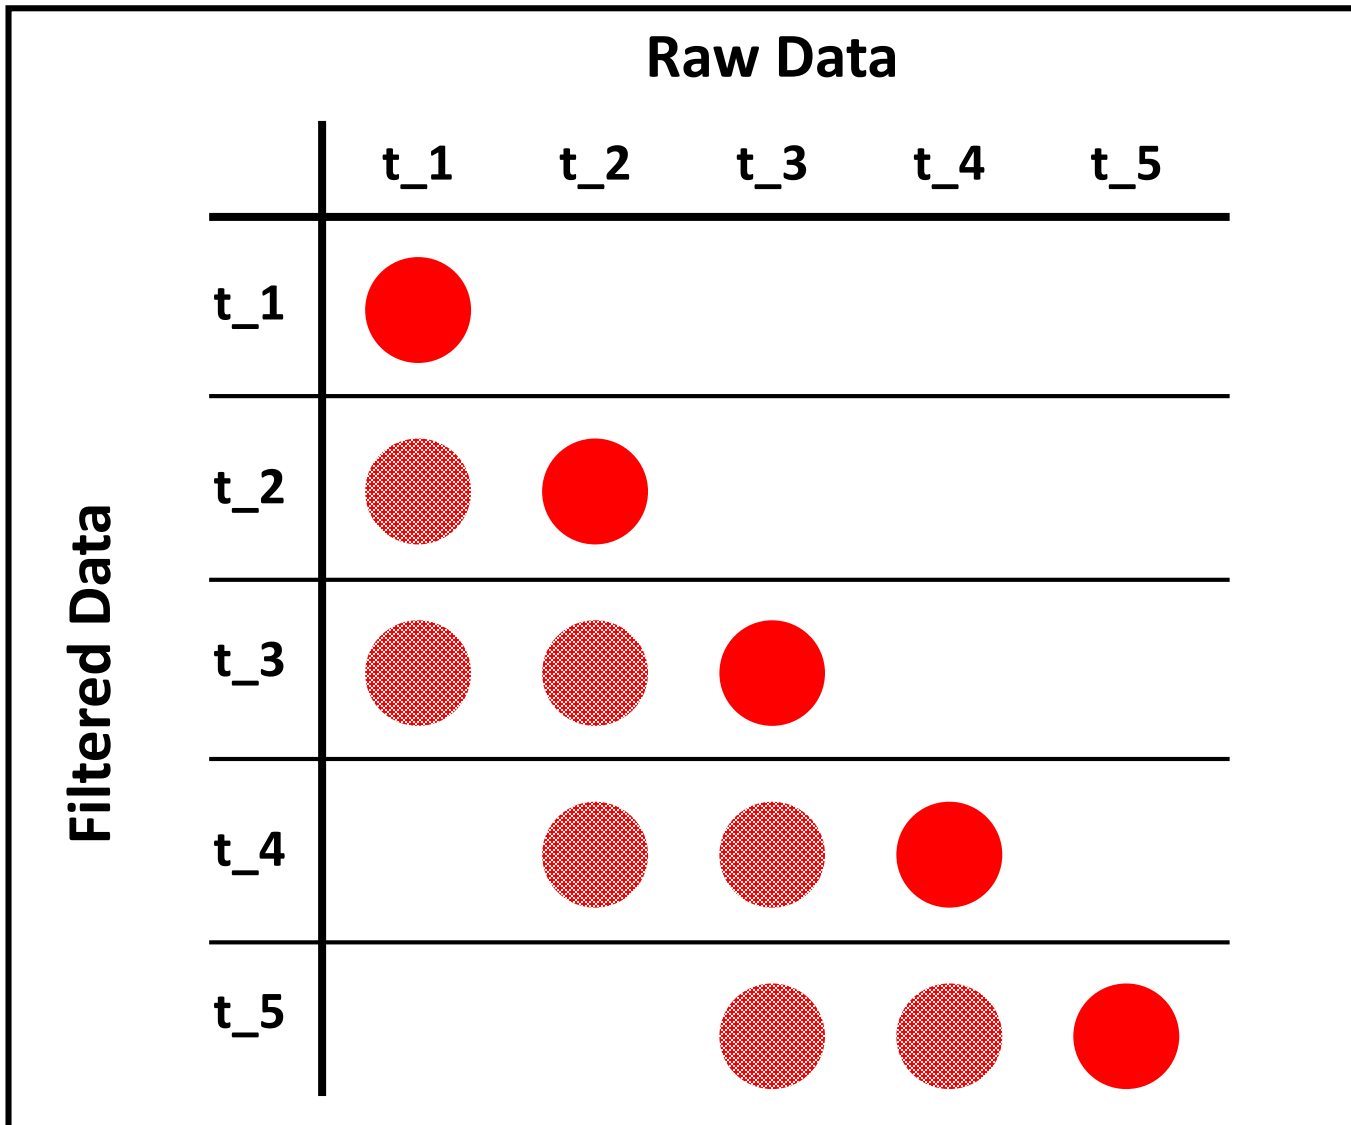 Raw Data
t_1 t_2 t_3 t_4 t_5
t_1
t_2
t_3
t_4
t_5
Filtered Data